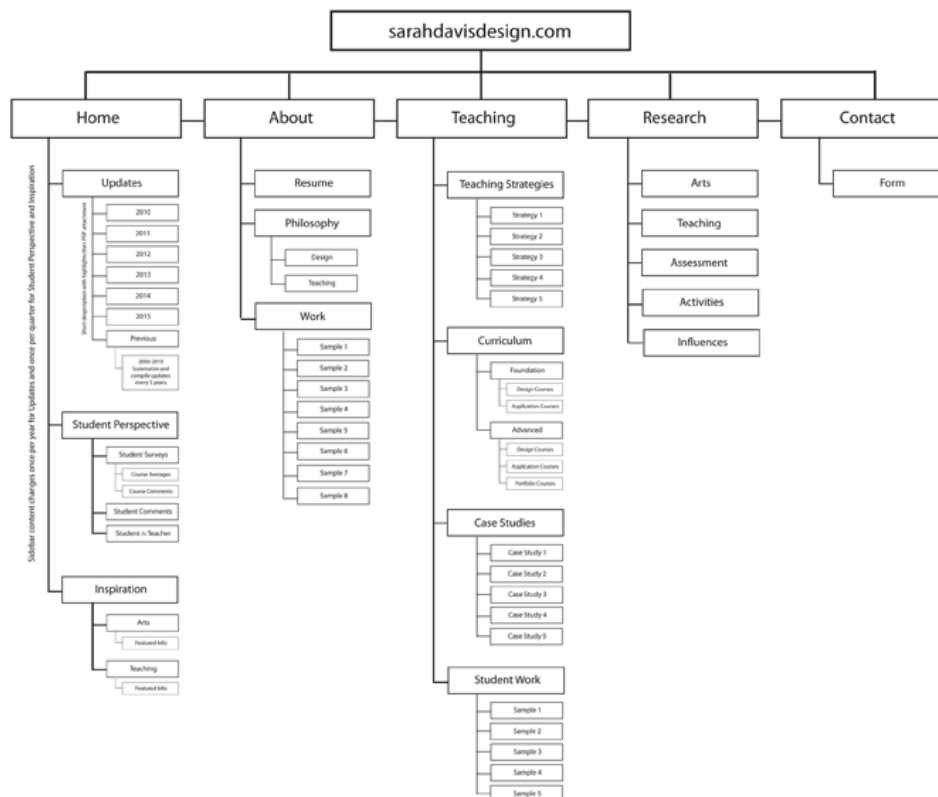 sarahdavisdesign.com
Home
About
Teaching
Research
Contact
Sidebar content changes once per year for Updates and once per quarter for Student Perspective and Inspiration
Updates
Short description with highlights then PDF attachment
2010
2011
2012
2013
2014
2015
Previous
2006-2010
Summarize and
compile updates
every 5 years.
Student Perspective
Student Surveys
Course Averages
Course Comments
Student Comments
Student to Teacher
Inspiration
Arts
Featured Info
Teaching
Featured Info
Resume
Philosophy
Design
Teaching
Work
Sample 1
Sample 2
Sample 3
Sample 4
Sample 5
Sample 6
Sample 7
Sample 8
Teaching Strategies
Strategy 1
Strategy 2
Strategy 3
Strategy 4
Strategy 5
Curriculum
Foundation
Design Courses
Application Courses
Advanced
Design Courses
Application Courses
Portfolio Courses
Case Studies
Case Study 1
Case Study 2
Case Study 3
Case Study 4
Case Study 5
Student Work
Sample 1
Sample 2
Sample 3
Sample 4
Sample 5
Arts
Teaching
Assessment
Activities
Influences
Form